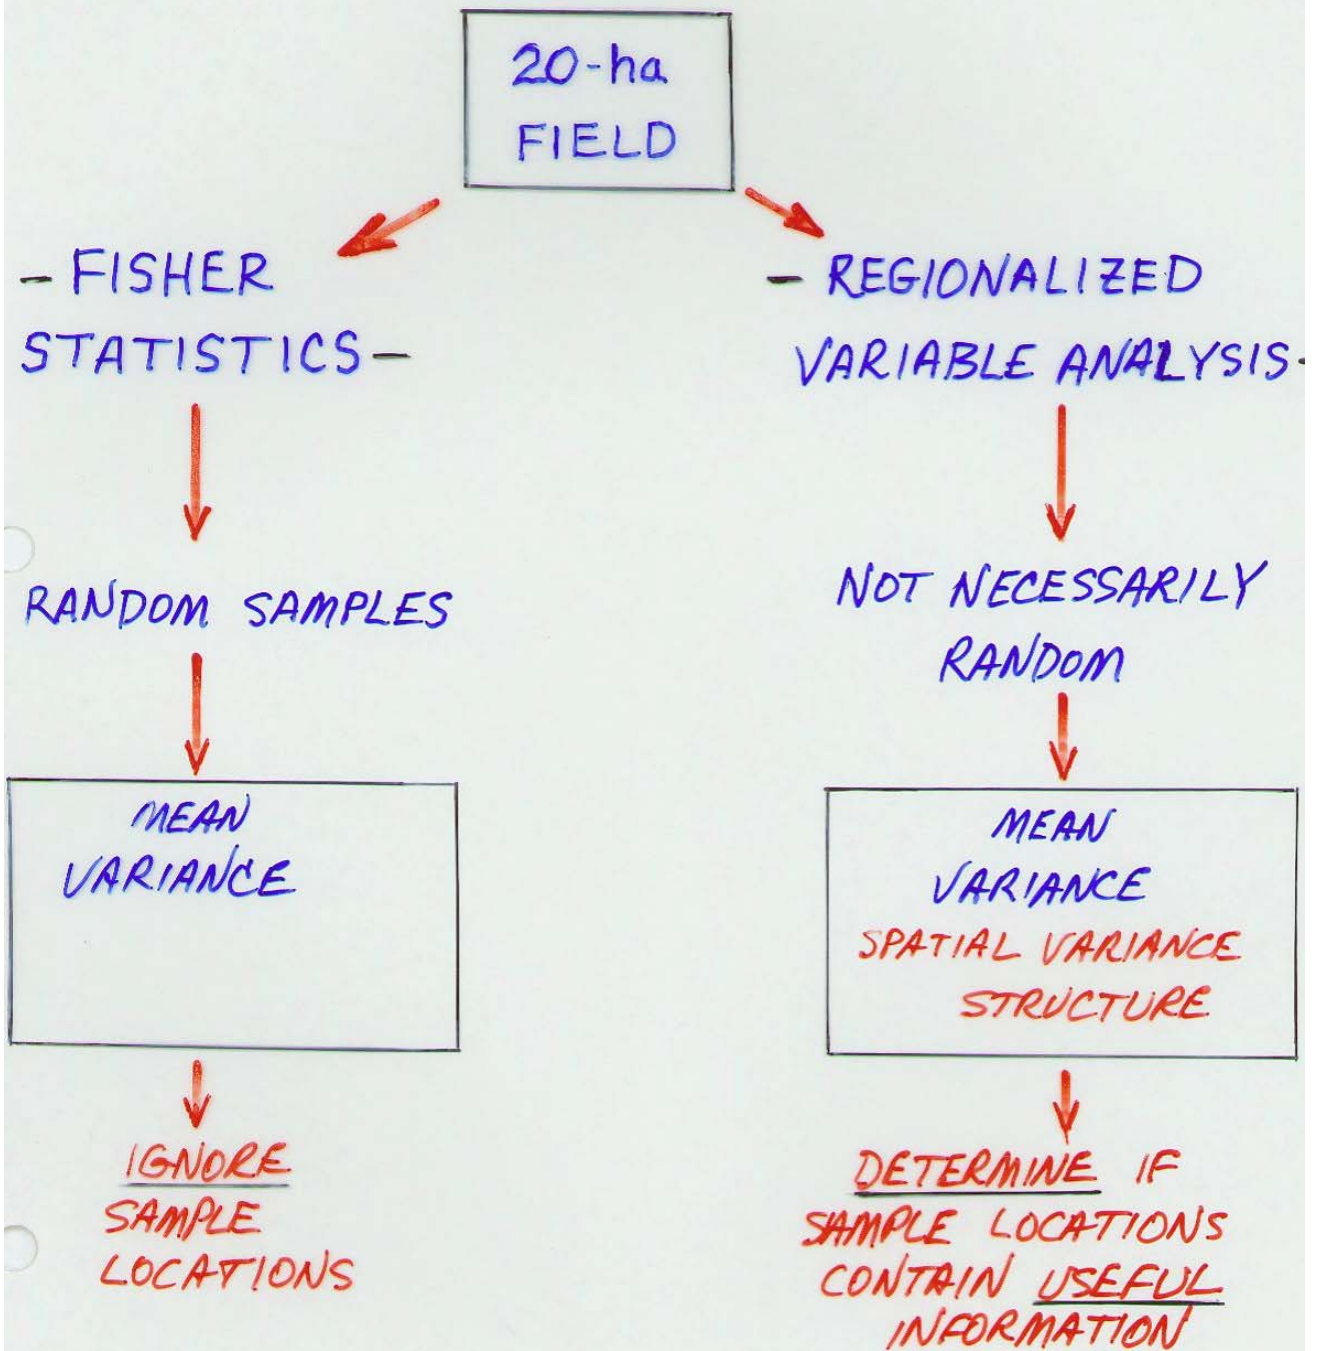 20-ha
FIELD
- FISHER
STATISTICS -
RANDOM SAMPLES
MEAN
VARIANCE
IGNORE
SAMPLE
LOCATIONS
- REGIONALIZED
VARIABLE ANALYSIS -
NOT NECESSARILY
RANDOM
MEAN
VARIANCE
SPATIAL VARIANCE
STRUCTURE
DETERMINE IF
SAMPLE LOCATIONS
CONTAIN USEFUL
INFORMATION